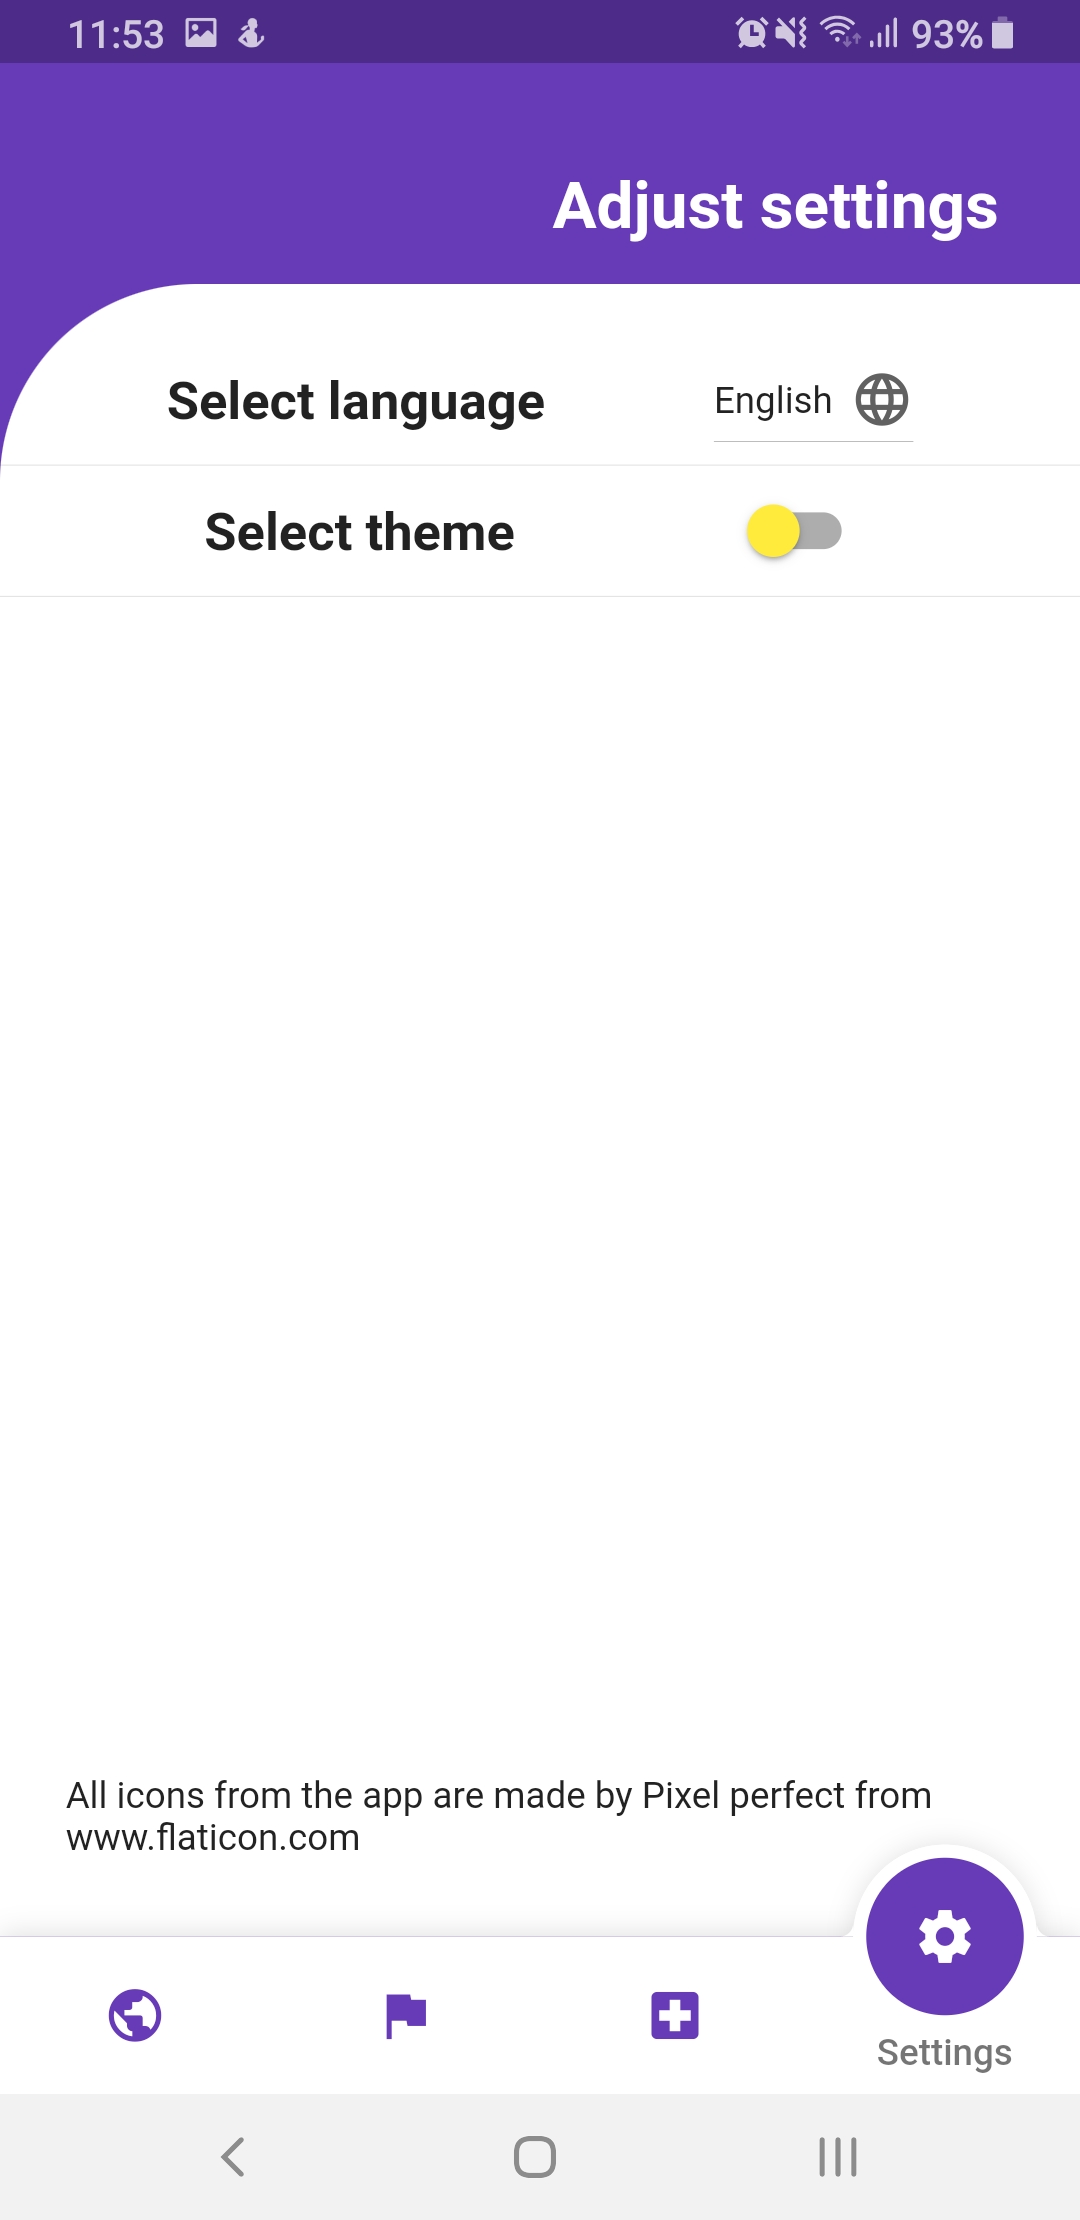 11:53 93%
Adjust settings
Select language English
Select theme
All icons from the app are made by Pixel perfect from
www.flaticon.com
Settings